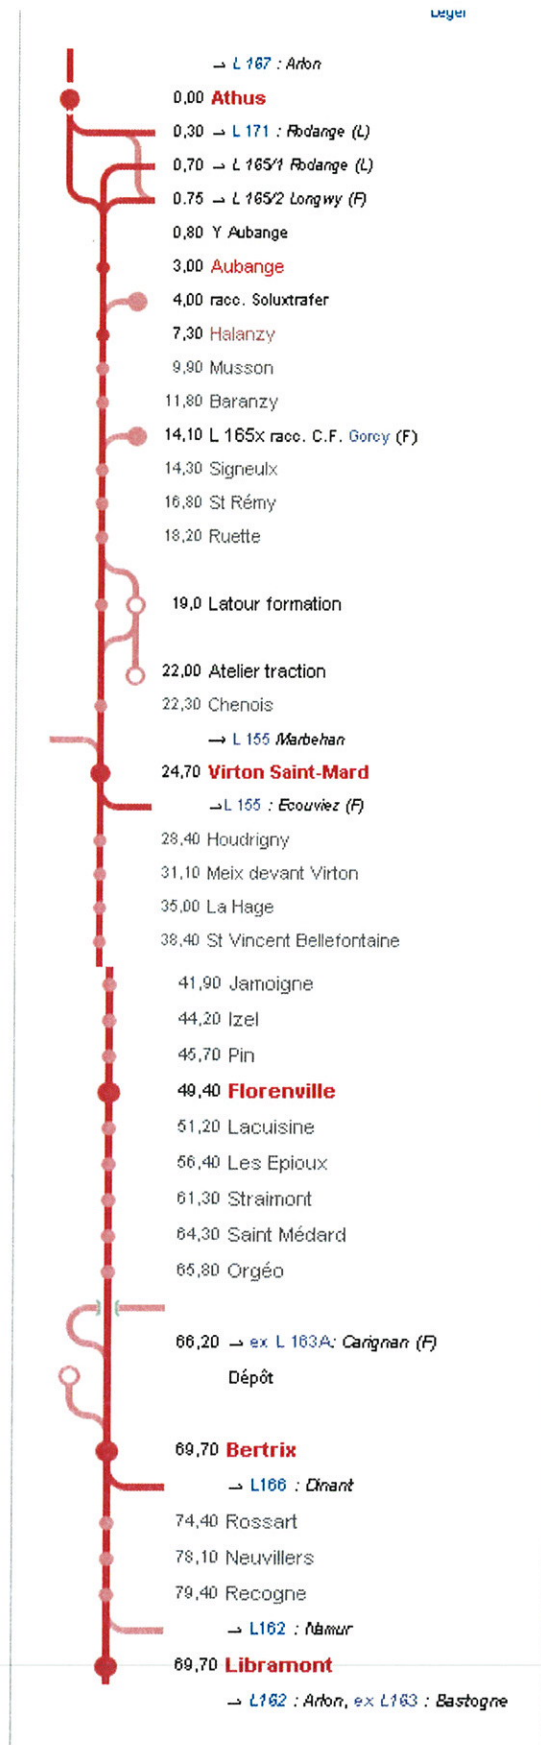 Leger
→ L 167 : Arlon
0,00 Athus
0,30 → L 171 : Rodange (L)
0,70 → L 165/1 Rodange (L)
0.75 → L 165/2 Longwy (F)
0,80 Y Aubange
3,00 Aubange
4,00 racc. Soluxtrafer
7,30 Halanzy
9,90 Musson
11,80 Baranzy
14,10 L 165x racc. C.F. Gorcy (F)
14,30 Signeulx
16,80 St Rémy
18,20 Ruette
19,0 Latour formation
22,00 Atelier traction
22,30 Chenois
→ L 155 Marbehan
24,70 Virton Saint-Mard
→L 155 : Ecouviez (F)
28,40 Houdrigny
31,10 Meix devant Virton
35,00 La Hage
38,40 St Vincent Bellefontaine
41,90 Jamoigne
44,20 Izel
45,70 Pin
49,40 Florenville
51,20 Lacuisine
56,40 Les Epioux
61,30 Straimont
64,30 Saint Médard
65,80 Orgéo
66,20 → ex L 163A: Carignan (F)
Dépôt
69,70 Bertrix
→ L166 : Dinant
74,40 Rossart
78,10 Neuvillers
79,40 Recogne
→ L162 : Namur
69,70 Libramont
→ L162 : Arlon, ex L163 : Bastogne